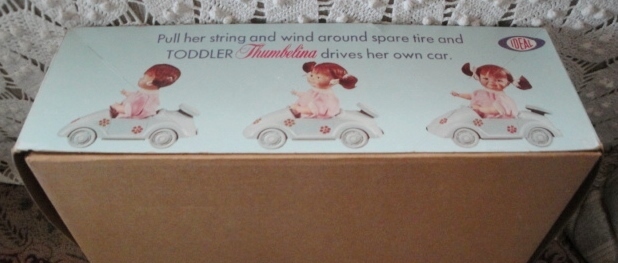 Pull her string and wind around spare tire and
TODDLER Thumbelina drives her own car.
IDEAL